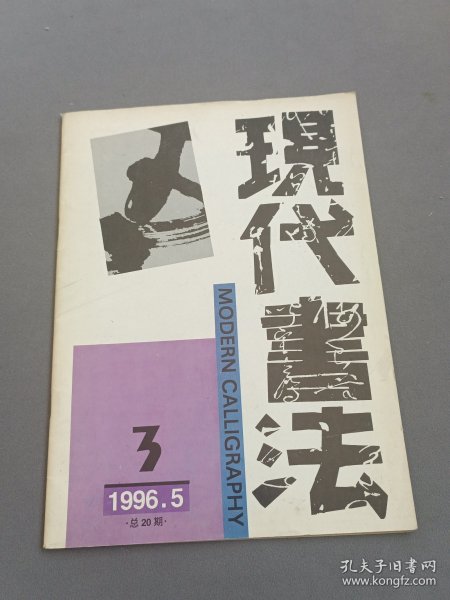 現代書法
MODERN CALLIGRAPHY
3
1996.5
·总20期·
孔夫子旧书网
www.kongfz.com